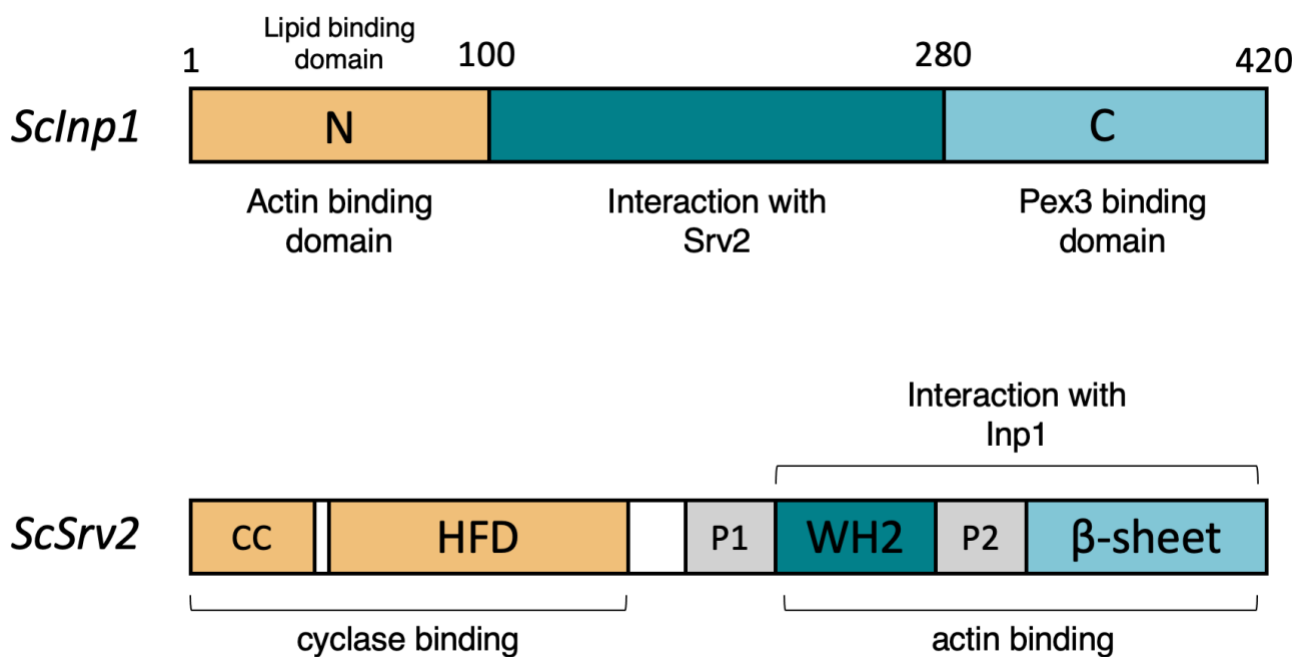 Lipid binding
domain
1
100
280
420
ScInp1
N
C
Actin binding
domain
Interaction with
Srv2
Pex3 binding
domain
Interaction with
Inp1
ScSrv2
CC
HFD
P1
WH2
P2
β-sheet
cyclase binding
actin binding